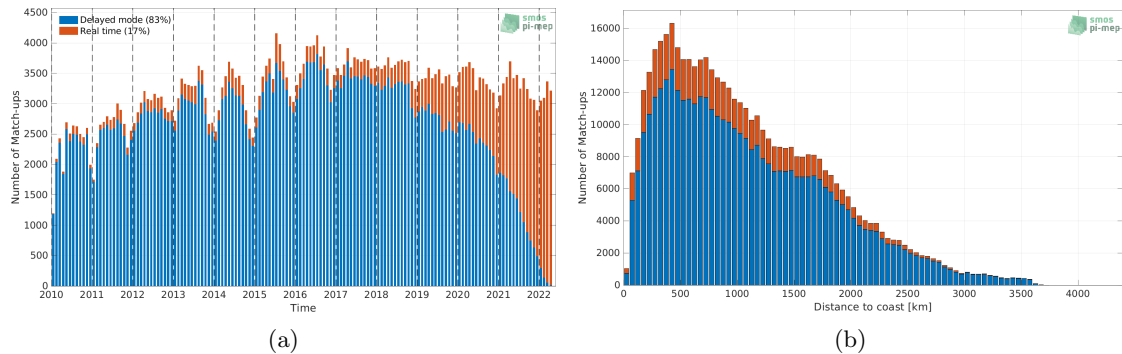 Delayed mode (83%)
Real time (17%)
smos
pi-mep
4500
4000
3500
3000
2500
2000
1500
1000
500
0
Number of Match-ups
2010 2011 2012 2013 2014 2015 2016 2017 2018 2019 2020 2021 2022
Time
(a)
smos
pi-mep
16000
14000
12000
10000
8000
6000
4000
2000
0
Number of Match-ups
0 500 1000 1500 2000 2500 3000 3500 4000
Distance to coast [km]
(b)